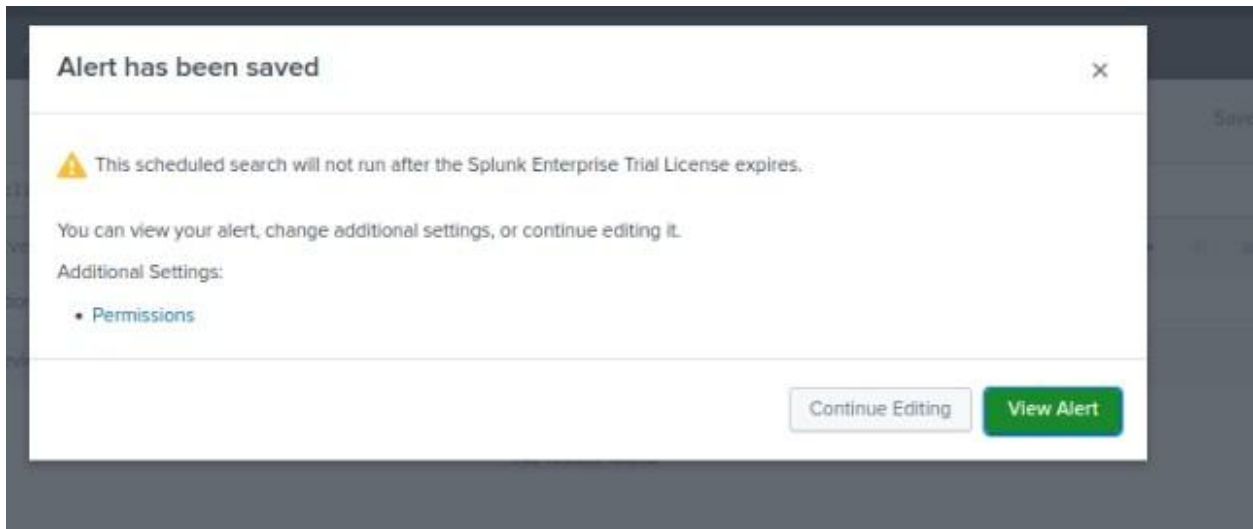 Alert has been saved
This scheduled search will not run after the Splunk Enterprise Trial License expires.
You can view your alert, change additional settings, or continue editing it.
Additional Settings:
• Permissions
Continue Editing
View Alert